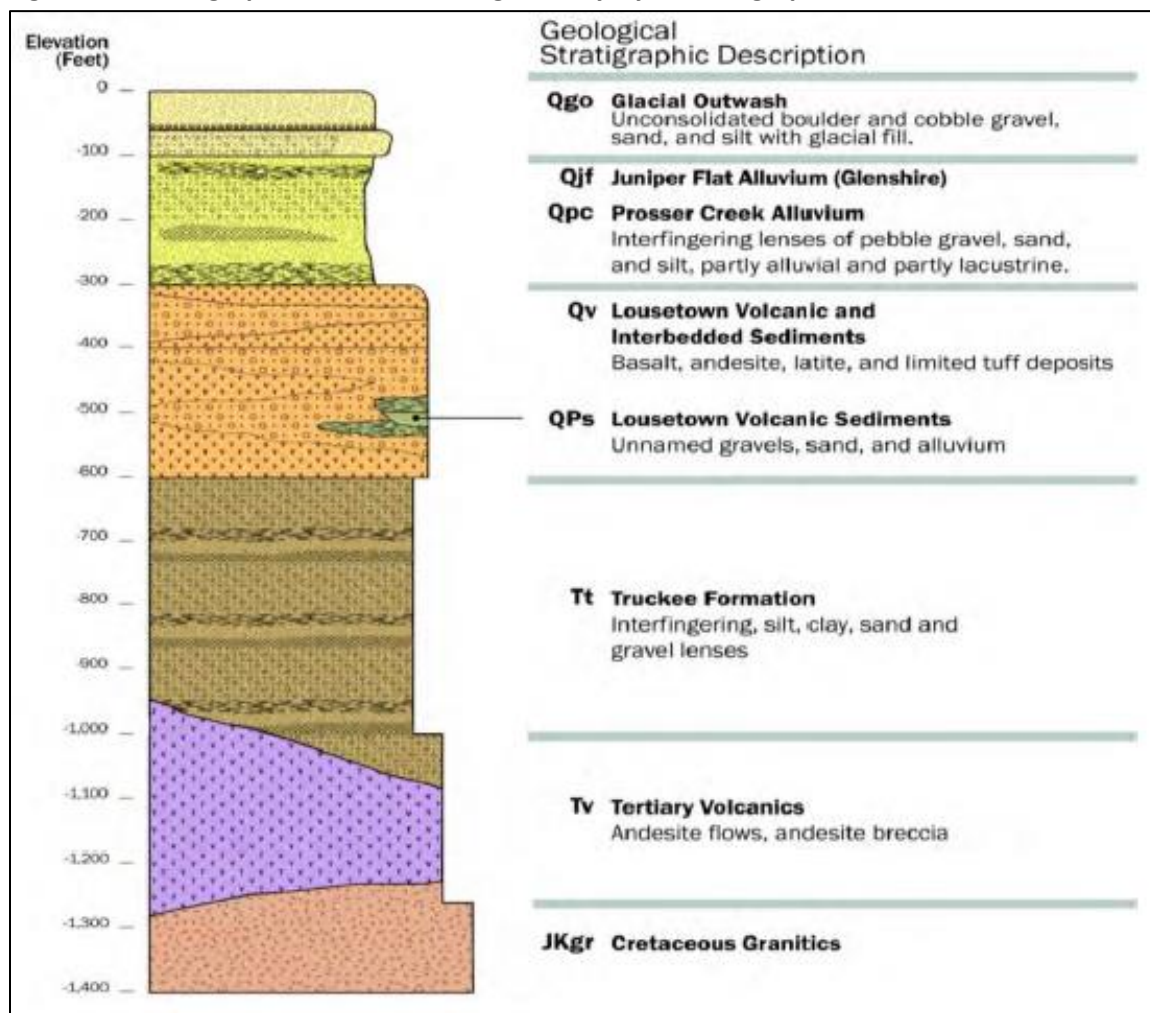 Elevation
(Feet)
0
-100
-200
-300
-400
-500
-600
-700
-800
-900
-1.000
-1,100
-1,200
-1,300
-1,400
Geological
Stratigraphic Description
Qgo Glacial Outwash
Unconsolidated boulder and cobble gravel,
sand, and silt with glacial fill.
Qjf Juniper Flat Alluvium (Glenshire)
Qpc Prosser Creek Alluvium
Interfingering lenses of pebble gravel, sand,
and silt, partly alluvial and partly lacustrine.
Qv Lousetown Volcanic and
Interbedded Sediments
Basalt, andesite, latite, and limited tuff deposits
QPs Lousetown Volcanic Sediments
Unnamed gravels, sand, and alluvium
Tt Truckee Formation
Interfingering, silt, clay, sand and
gravel lenses
Tv Tertiary Volcanics
Andesite flows, andesite breccia
JKgr Cretaceous Granitics